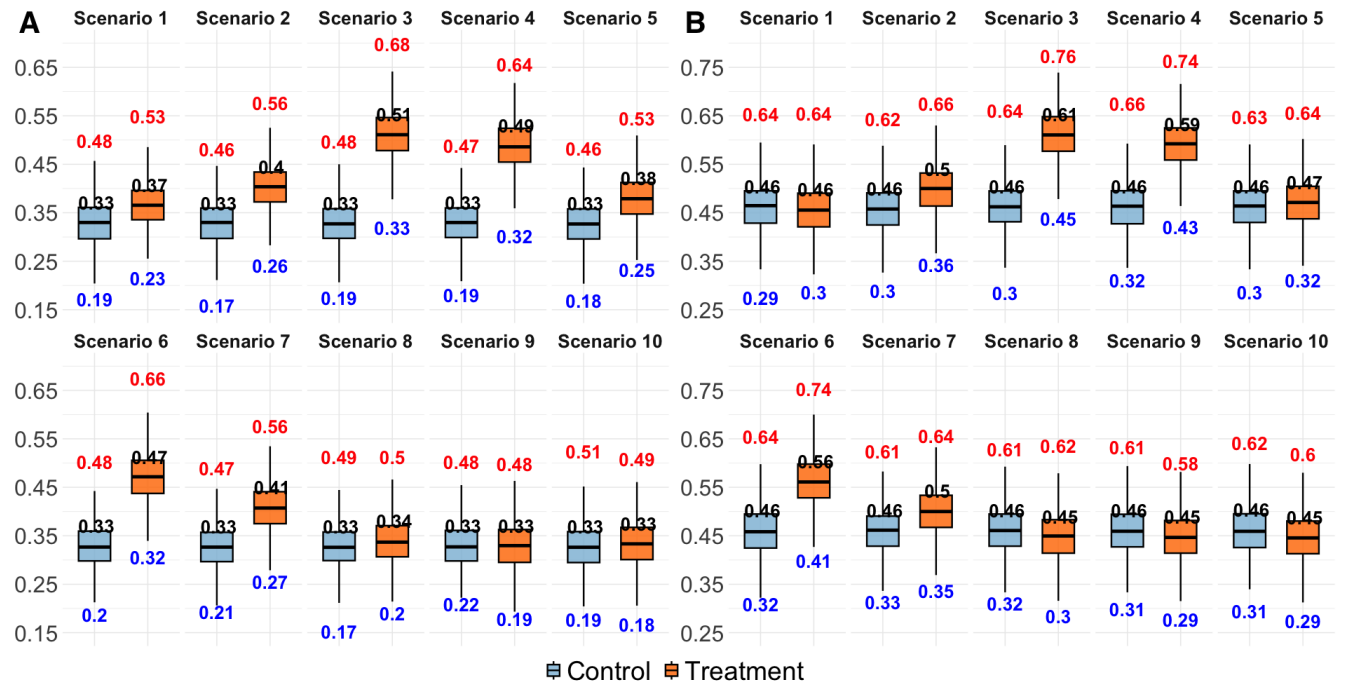 A Scenario 1 Scenario 2 Scenario 3 Scenario 4 Scenario 5
0.65 0.55 0.45 0.35 0.25 0.15
0.48 0.53 0.46 0.56 0.48 0.68 0.47 0.64 0.46 0.53
0.33 0.37 0.33 0.4 0.33 0.51 0.33 0.49 0.33 0.38
0.19 0.23 0.17 0.26 0.19 0.33 0.19 0.32 0.18 0.25
Scenario 6 Scenario 7 Scenario 8 Scenario 9 Scenario 10
0.65 0.55 0.45 0.35 0.25 0.15
0.48 0.66 0.47 0.56 0.49 0.5 0.48 0.48 0.51 0.49
0.33 0.47 0.33 0.41 0.33 0.34 0.33 0.33 0.33 0.33
0.2 0.32 0.21 0.27 0.17 0.2 0.22 0.19 0.19 0.18
B Scenario 1 Scenario 2 Scenario 3 Scenario 4 Scenario 5
0.75 0.65 0.55 0.45 0.35 0.25
0.64 0.64 0.62 0.66 0.64 0.76 0.66 0.74 0.63 0.64
0.46 0.46 0.46 0.5 0.46 0.61 0.46 0.59 0.46 0.47
0.29 0.3 0.3 0.36 0.3 0.45 0.32 0.43 0.3 0.32
Scenario 6 Scenario 7 Scenario 8 Scenario 9 Scenario 10
0.75 0.65 0.55 0.45 0.35 0.25
0.64 0.74 0.61 0.64 0.61 0.62 0.61 0.58 0.62 0.6
0.46 0.56 0.46 0.5 0.46 0.45 0.46 0.45 0.46 0.45
0.32 0.41 0.33 0.35 0.32 0.3 0.31 0.29 0.31 0.29
Control Treatment